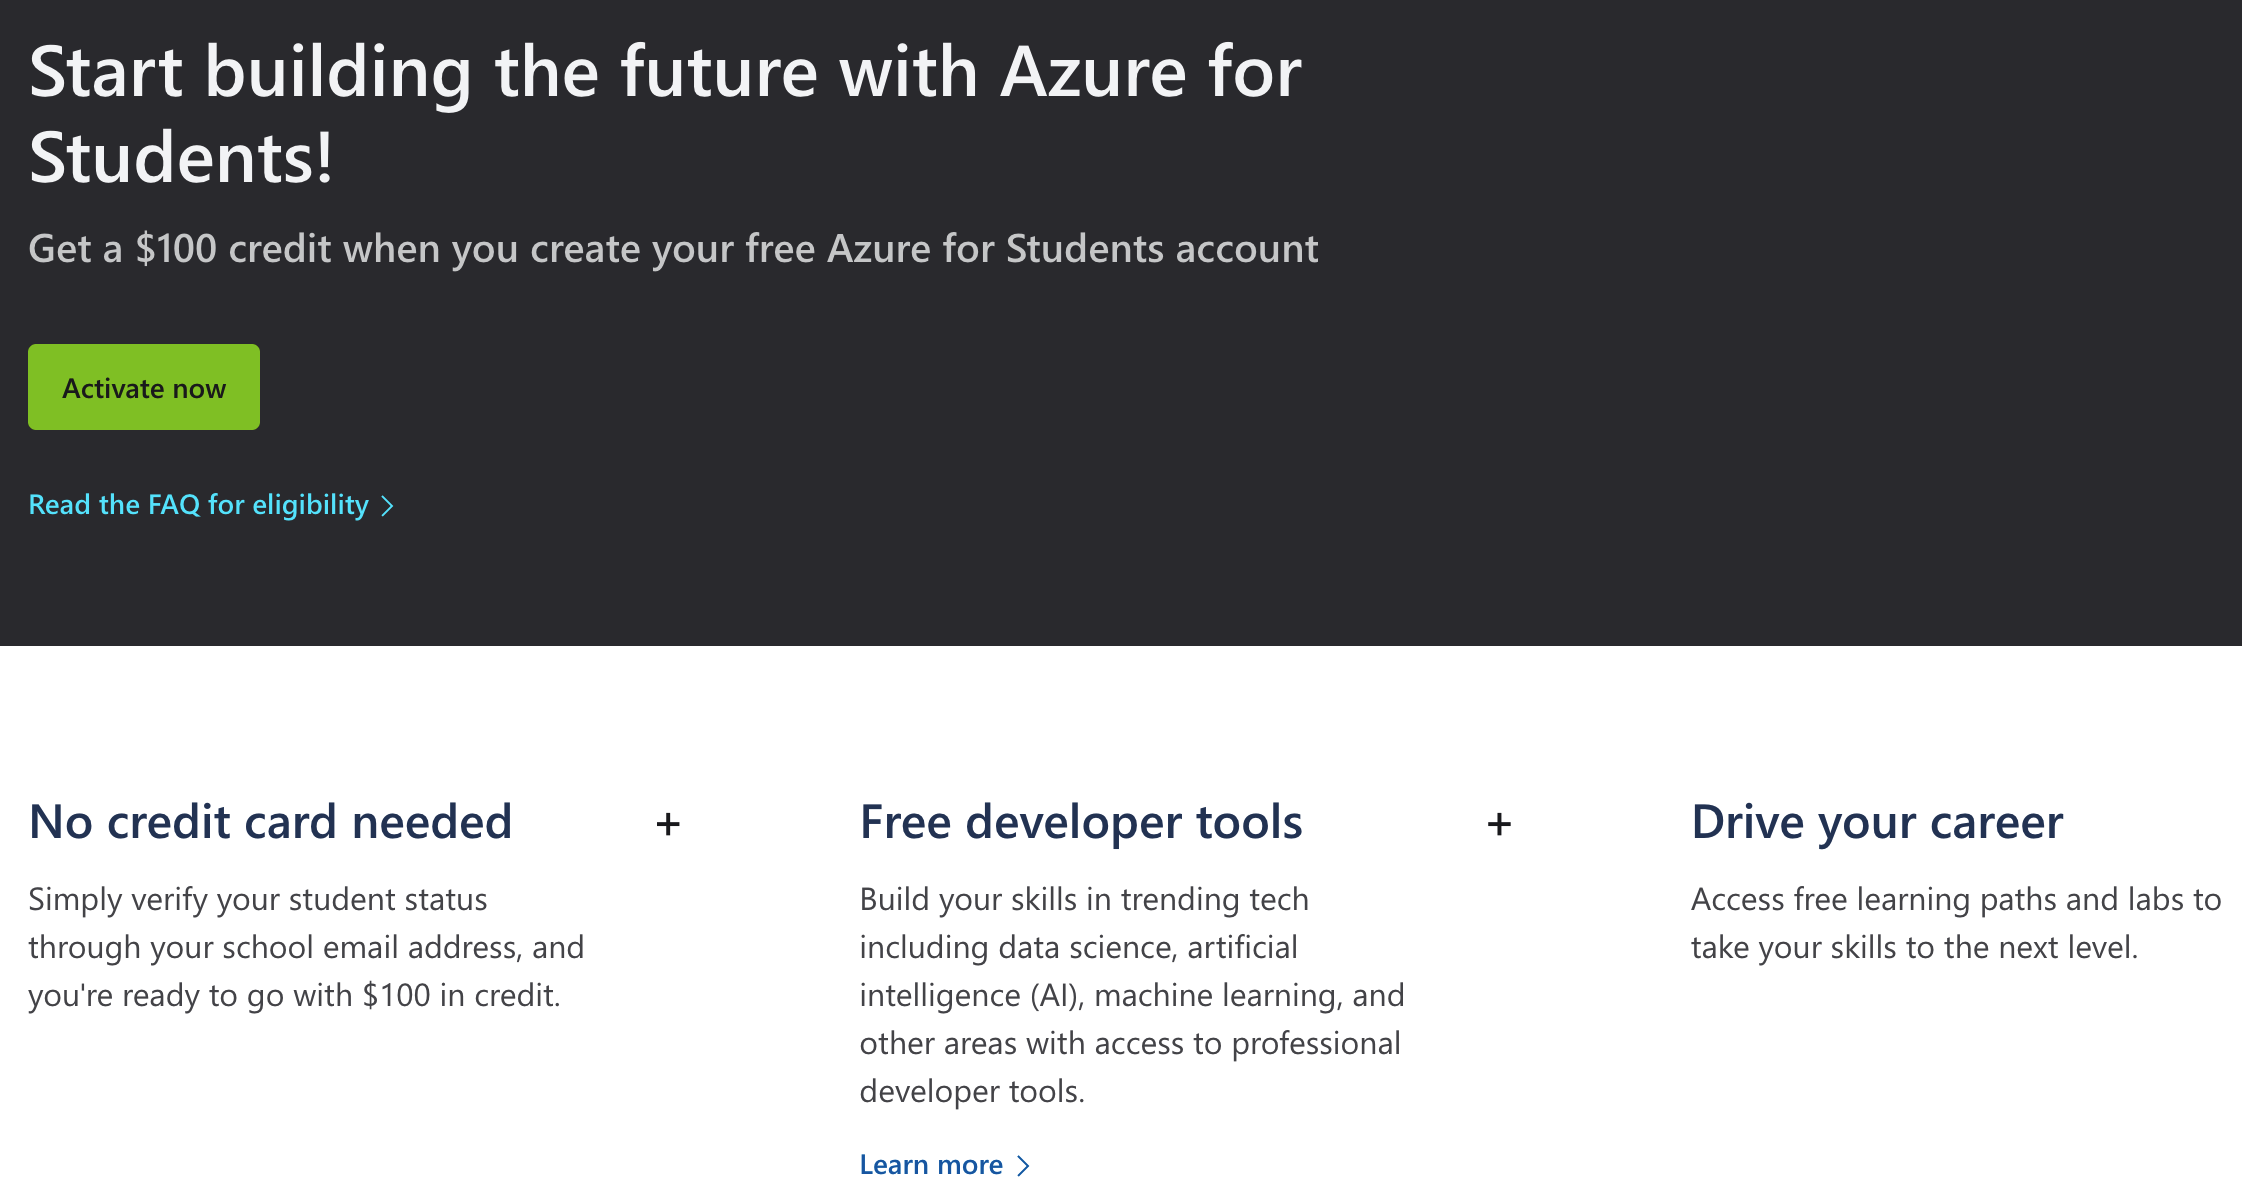 Start building the future with Azure for
Students!
Get a $100 credit when you create your free Azure for Students account
Activate now
Read the FAQ for eligibility
No credit card needed
+
Free developer tools
+
Drive your career
Simply verify your student status
through your school email address, and
you're ready to go with $100 in credit.
Build your skills in trending tech
including data science, artificial
intelligence (AI), machine learning, and
other areas with access to professional
developer tools.
Learn more
Access free learning paths and labs to
take your skills to the next level.